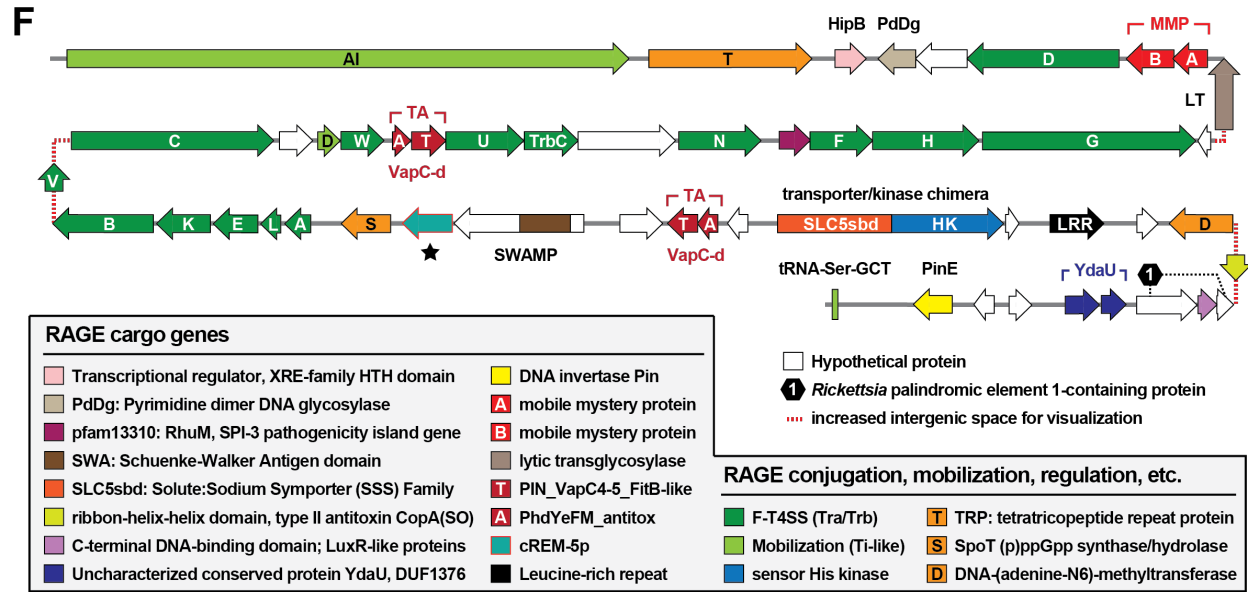 F
HipB PdDg MMP
AI T D B A
LT
TA
C D W A T U TrbC N F H G
VapC-d
V
TA transporter/kinase chimera
B K E L A S T A SLC5sbd HK LRR D
★ SWAMP VapC-d
tRNA-Ser-GCT PinE YdaU 1
RAGE cargo genes
Transcriptional regulator, XRE-family HTH domain
PdDg: Pyrimidine dimer DNA glycosylase
pfam13310: RhuM, SPI-3 pathogenicity island gene
SWA: Schuenke-Walker Antigen domain
SLC5sbd: Solute:Sodium Symporter (SSS) Family
ribbon-helix-helix domain, type II antitoxin CopA(SO)
C-terminal DNA-binding domain; LuxR-like proteins
Uncharacterized conserved protein YdaU, DUF1376
DNA invertase Pin
A mobile mystery protein
B mobile mystery protein
lytic transglycosylase
T PIN_VapC4-5_FitB-like
A PhdYeFM_antitox
cREM-5p
Leucine-rich repeat
Hypothetical protein
1 Rickettsia palindromic element 1-containing protein
increased intergenic space for visualization
RAGE conjugation, mobilization, regulation, etc.
F-T4SS (Tra/Trb)
Mobilization (Ti-like)
sensor His kinase
T TRP: tetratricopeptide repeat protein
S SpoT (p)ppGpp synthase/hydrolase
D DNA-(adenine-N6)-methyltransferase